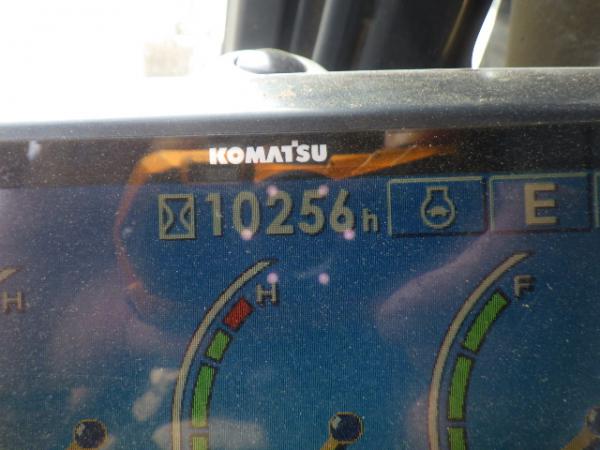 KOMATSU
10256h E
H H F